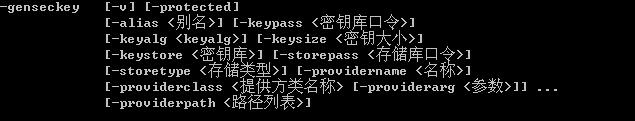 -genseckey [-v] [-protected]
[-alias <别名>] [-keypass <密钥库口令>]
[-keyalg <keyalg>] [-keysize <密钥大小>]
[-keystore <密钥库>] [-storepass <存储库口令>]
[-storetype <存储类型>] [-providername <名称>]
[-providerclass <提供方类名称> [-providerarg <参数>]] ...
[-providerpath <路径列表>]